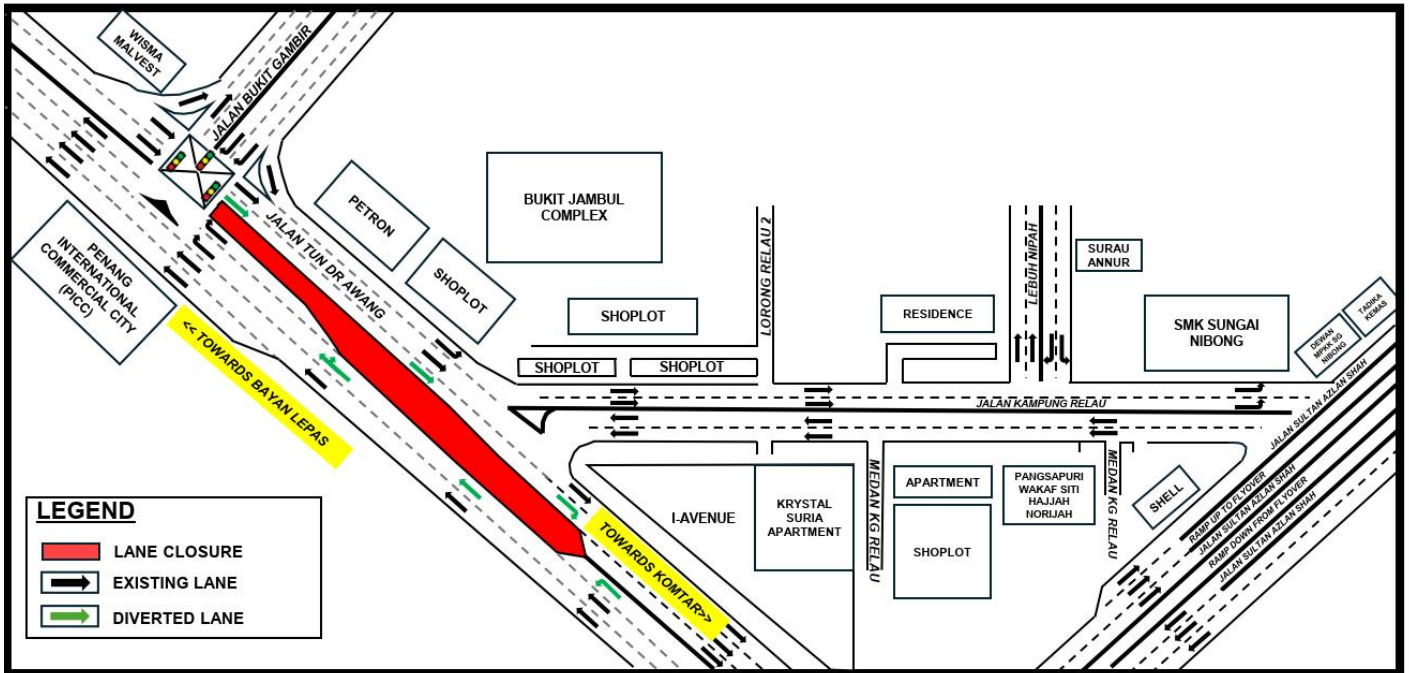 WISMA
MALVEST
JALAN BUKIT GAMBIR
PENANG
INTERNATIONAL
COMMERCIAL CITY
(PICC)
<< TOWARDS BAYAN LEPAS
JALAN TUN DR AWANG
PETRON
SHOPLOT
BUKIT JAMBUL
COMPLEX
SHOPLOT
SHOPLOT
SHOPLOT
LORONG RELAU 2
RESIDENCE
LEBUH NIPAH
SURAU
ANNUR
SMK SUNGAI
NIBONG
DEWAN
MPKK SG
NIBONG
TADIKA
KEMAS
JALAN KAMPUNG RELAU
JALAN SULTAN AZLAN SHAH
RAMP UP TO FLYOVER
JALAN SULTAN AZLAN SHAH
RAMP DOWN FROM FLYOVER
JALAN SULTAN AZLAN SHAH
TOWARDS KOMTAR>>
I-AVENUE
KRYSTAL
SURIA
APARTMENT
MEDAN KG RELAU
APARTMENT
SHOPLOT
PANGSAPURI
WAKAF SITI
HAJJAH
NORIJAH
MEDAN KG RELAU
SHELL
LEGEND
LANE CLOSURE
EXISTING LANE
DIVERTED LANE